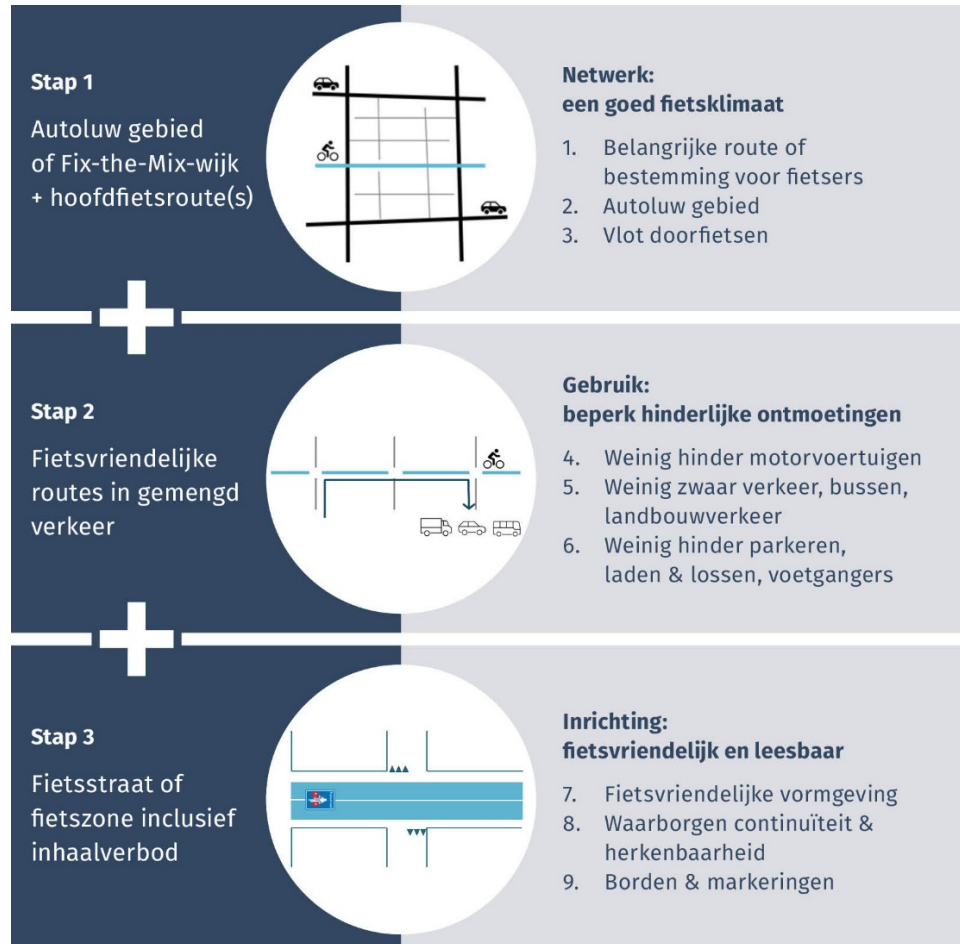 Stap 1
Autoluw gebied
of Fix-the-Mix-wijk
+ hoofdfietsroute(s)
Netwerk:
een goed fietsklimaat
1. Belangrijke route of
bestemming voor fietsers
2. Autoluw gebied
3. Vlot doorfietsen
Stap 2
Fietsvriendelijke
routes in gemengd
verkeer
Gebruik:
beperk hinderlijke ontmoetingen
4. Weinig hinder motorvoertuigen
5. Weinig zwaar verkeer, bussen,
landbouwverkeer
6. Weinig hinder parkeren,
laden & lossen, voetgangers
Stap 3
Fietsstraat of
fietszone inclusief
inhaalverbod
Inrichting:
fietsvriendelijk en leesbaar
7. Fietsvriendelijke vormgeving
8. Waarborgen continuïteit &
herkenbaarheid
9. Borden & markeringen